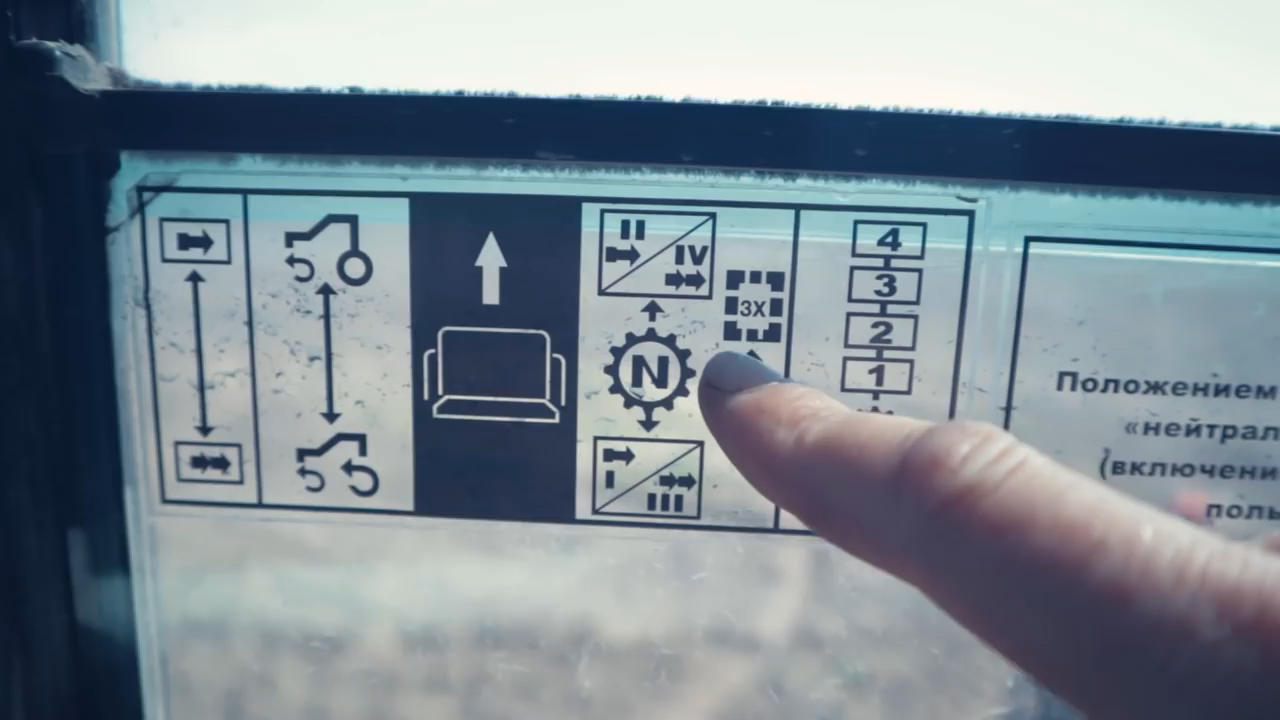 II
IV
3X
N
I
III
4
3
2
1
Положением
«нейтрал
(включени
поль